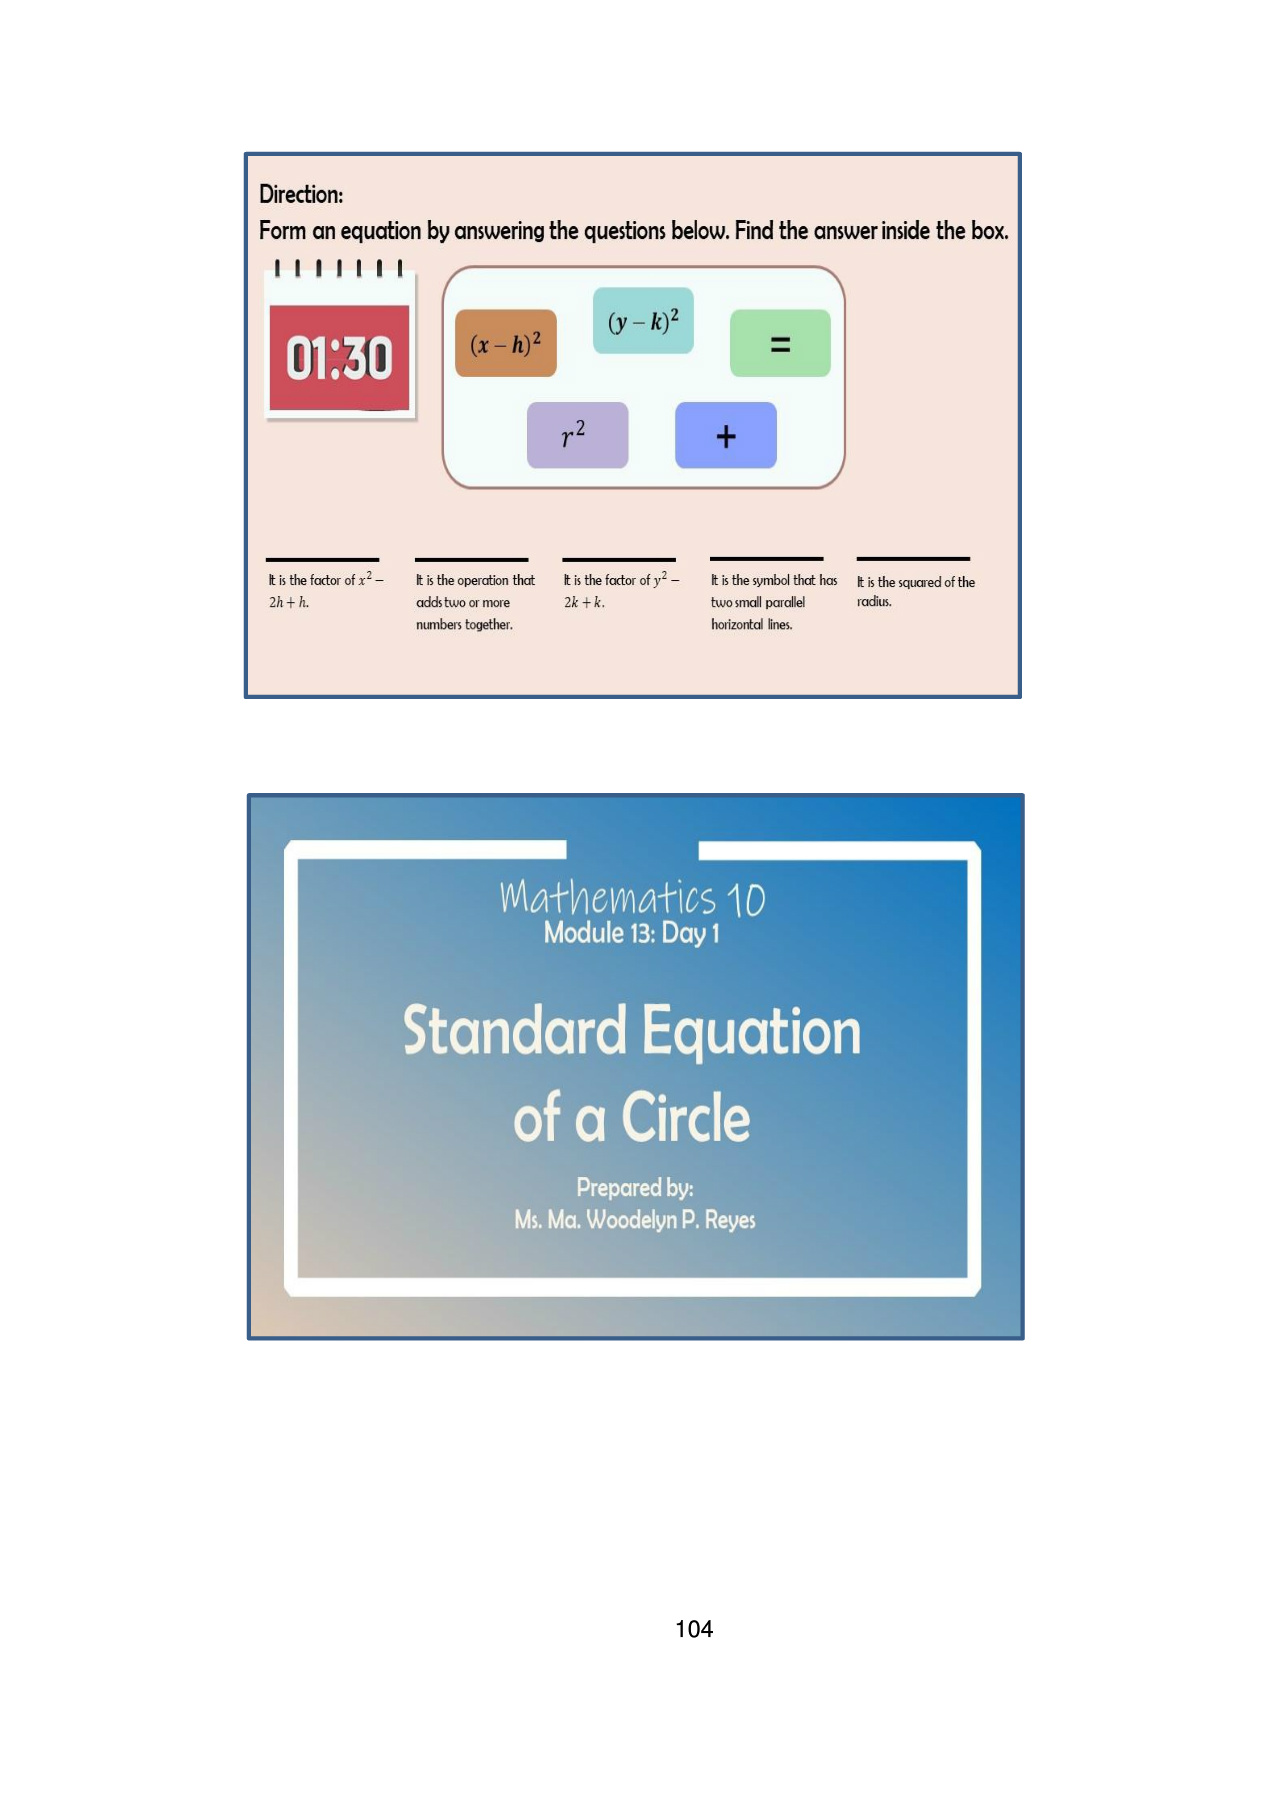 Direction:
Form an equation by answering the questions below. Find the answer inside the box.
01:30
(x − h)²
(y − k)²
=
r²
+
It is the factor of x² −
2h + h.
It is the operation that
adds two or more
numbers together.
It is the factor of y² −
2k + k.
It is the symbol that has
two small parallel
horizontal lines.
It is the squared of the
radius.
Mathematics 10
Module 13: Day 1
Standard Equation
of a Circle
Prepared by:
Ms. Ma. Woodelyn P. Reyes
104